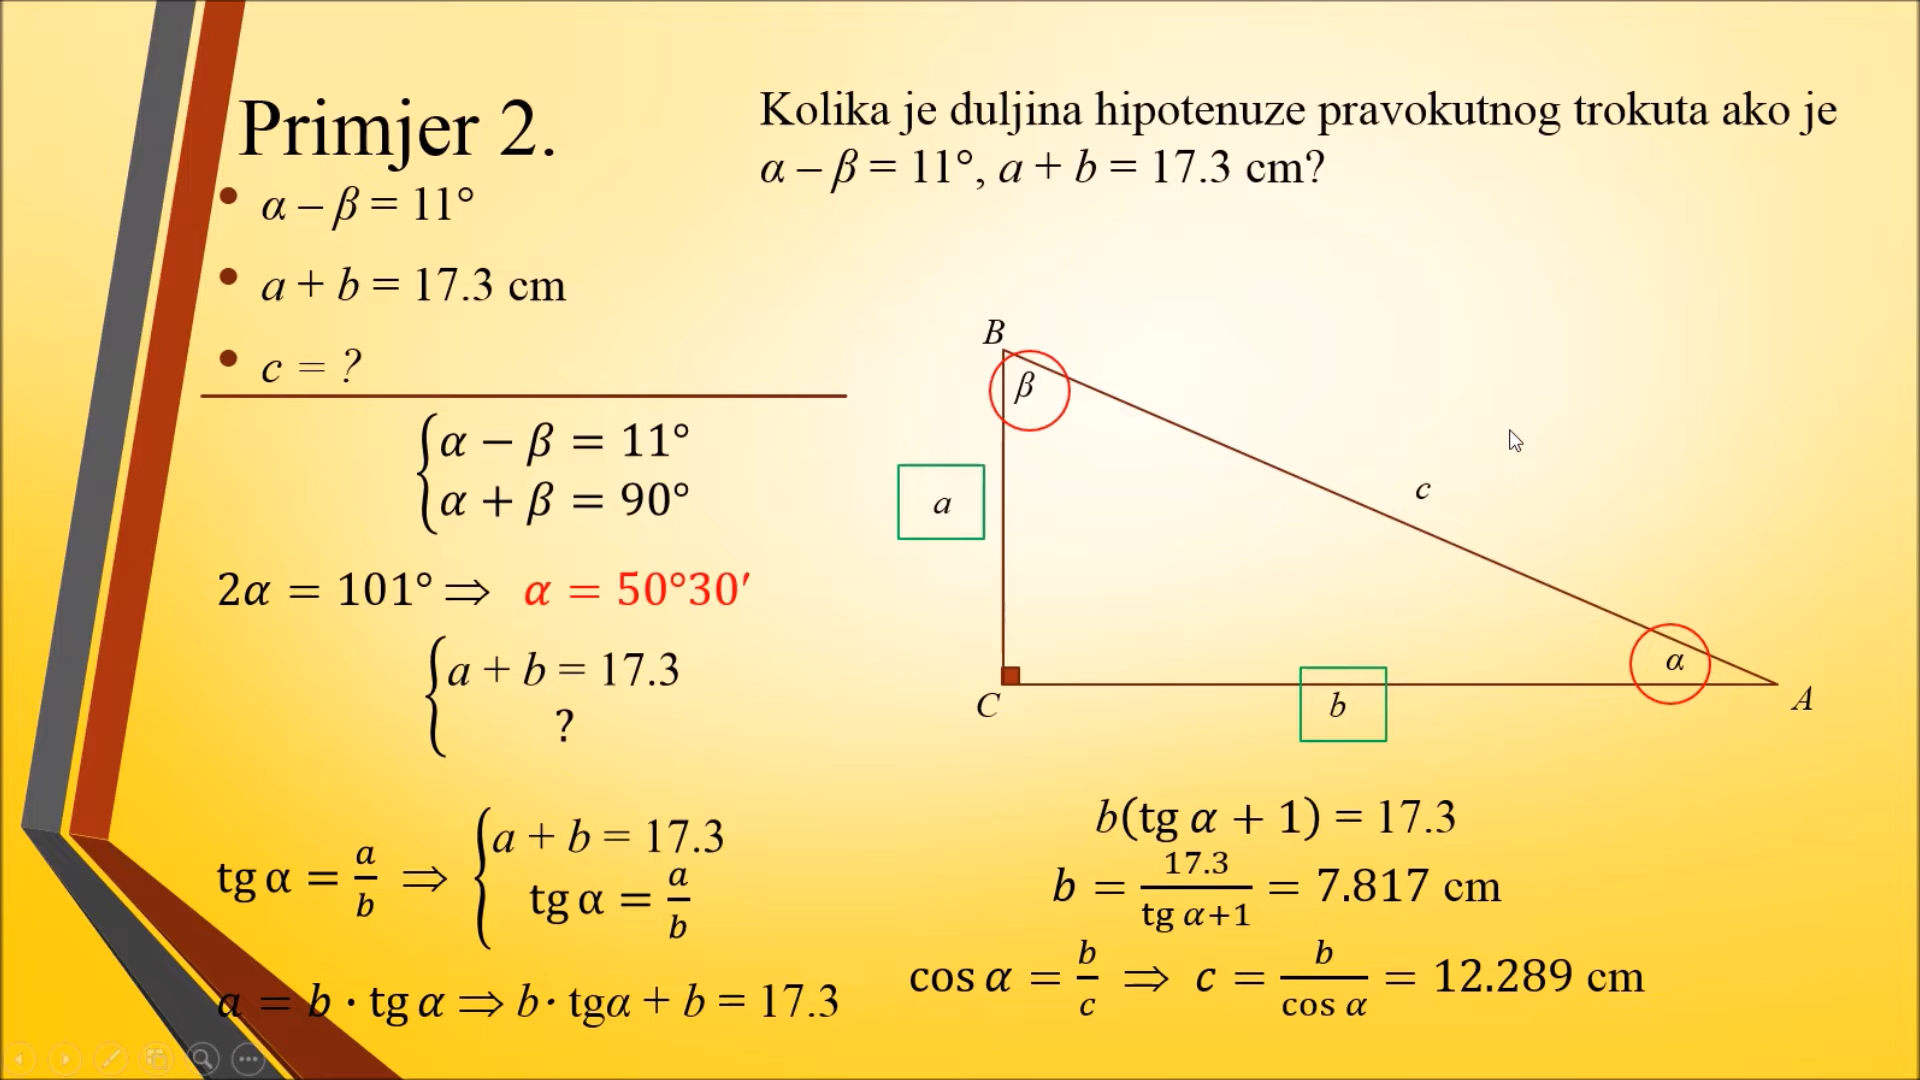 Primjer 2.
Kolika je duljina hipotenuze pravokutnog trokuta ako je
α – β = 11°, a + b = 17.3 cm?
• α – β = 11°
• a + b = 17.3 cm
• c = ?
{α − β = 11°
α + β = 90°
2α = 101° ⇒ α = 50°30′
{a + b = 17.3
?
tg α = a/b ⇒ {a + b = 17.3
tg α = a/b
a = b · tg α ⇒ b· tgα + b = 17.3
B
β
a
c
C
b
α
A
b(tg α + 1) = 17.3
b = 17.3/(tg α+1) = 7.817 cm
cos α = b/c ⇒ c = b/cos α = 12.289 cm